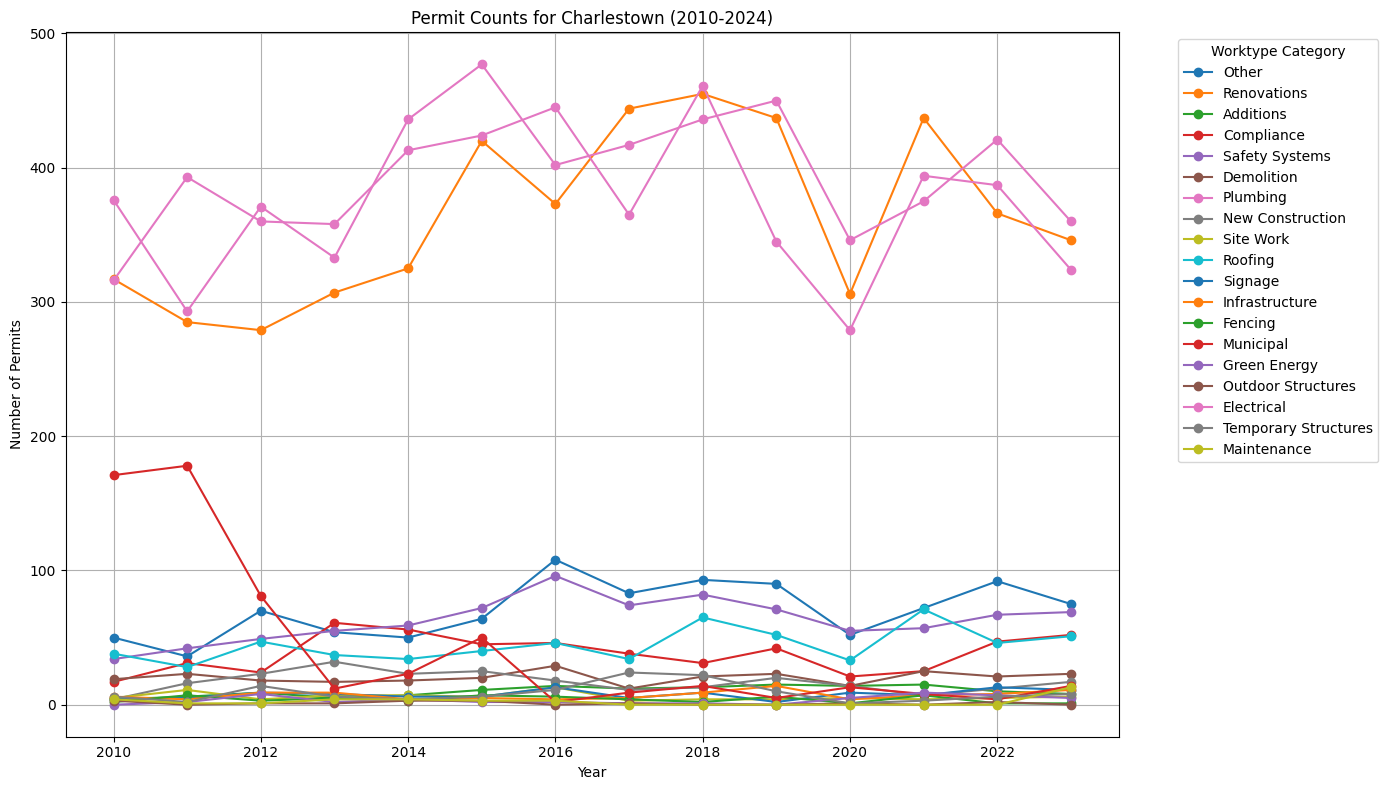 Permit Counts for Charlestown (2010-2024)
500
400
300
200
100
0
Number of Permits
2010
2012
2014
2016
2018
2020
2022
Year
Worktype Category
Other
Renovations
Additions
Compliance
Safety Systems
Demolition
Plumbing
New Construction
Site Work
Roofing
Signage
Infrastructure
Fencing
Municipal
Green Energy
Outdoor Structures
Electrical
Temporary Structures
Maintenance